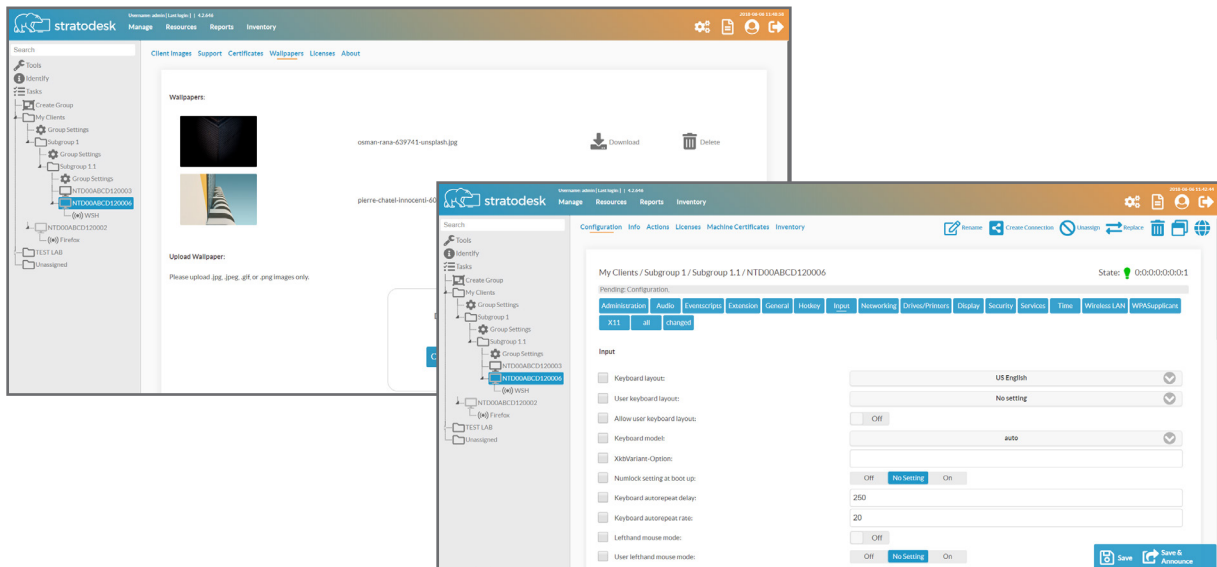 Username: admin | Last login | | 4.2.646
2018-06-06 11:48:28
stratodesk
Manage Resources Reports Inventory
Search
Client Images Support Certificates Wallpapers Licenses About
Tools
Identify
Tasks
Create Group
My Clients
Group Settings
Subgroup 1
Group Settings
Subgroup 1.1
Group Settings
NTD00ABCD120003
NTD00ABCD120006
WSH
NTD00ABCD120002
Firefox
TEST LAB
Unassigned
Wallpapers:
osman-rana-639741-unsplash.jpg
Download
Delete
pierre-chatel-innocenti-60
Upload Wallpaper:
Please upload .jpg, .jpeg, .gif, or .png images only.
Username: admin | Last login | | 4.2.646
stratodesk
Manage Resources Reports Inventory
Search
Configuration Info Actions Licenses Machine Certificates Inventory
Rename Create Connection Unassign Replace
Tools
Identify
Tasks
Create Group
My Clients
Group Settings
Subgroup 1
Group Settings
Subgroup 1.1
Group Settings
NTD00ABCD120003
NTD00ABCD120006
WSH
NTD00ABCD120002
Firefox
TEST LAB
Unassigned
My Clients / Subgroup 1 / Subgroup 1.1 / NTD00ABCD120006
State: 0:0:0:0:0:0:0:1
Pending: Configuration.
Administration Audio Eventscripts Extension General Hotkey Input Networking Drives/Primers Display Security Services Time Wireless LAN WPASupplicant
X11 all changed
Input
Keyboard layout: US English
User keyboard layout: No setting
Allow user keyboard layout: Off
Keyboard model: auto
XkbVariant-Option:
Numlock setting at boot up: Off No Setting On
Keyboard autorepeat delay: 250
Keyboard autorepeat rate: 20
Lefthand mouse mode: Off
User lefthand mouse mode: Off No Setting On
Save
Save & Announce